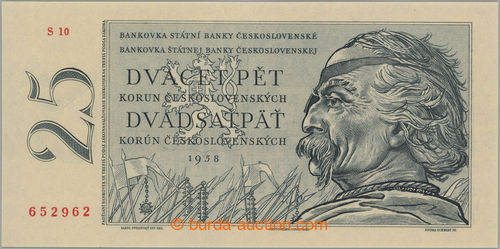 S 10
BANKOVKA STÁTNÍ BANKY ČESKOSLOVENSKÉ
BANKOVKA ŠTÁTNEJ BANKY ČESKOSLOVENSKEJ
25
DVACET PĚT
KORUN ČESKOSLOVENSKÝCH
DVADSAŤPÄŤ
KORÚN ČESKOSLOVENSKÝCH
1958
652962
burda-auction.com